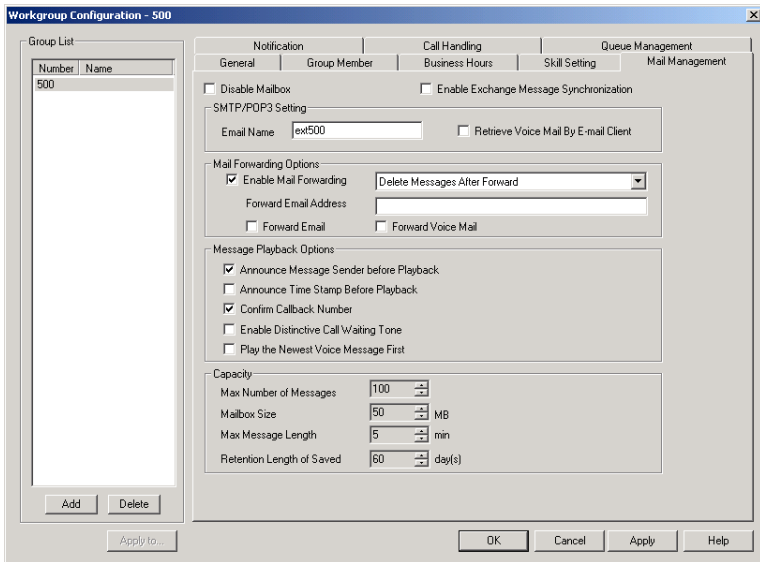 Workgroup Configuration - 500
Group List
Number Name
500
Add Delete
Apply to...
Notification Call Handling Queue Management
General Group Member Business Hours Skill Setting Mail Management
Disable Mailbox Enable Exchange Message Synchronization
SMTP/POP3 Setting
Email Name ext500 Retrieve Voice Mail By E-mail Client
Mail Forwarding Options
Enable Mail Forwarding Delete Messages After Forward
Forward Email Address
Forward Email Forward Voice Mail
Message Playback Options
Announce Message Sender before Playback
Announce Time Stamp Before Playback
Confirm Callback Number
Enable Distinctive Call Waiting Tone
Play the Newest Voice Message First
Capacity
Max Number of Messages 100
Mailbox Size 50 MB
Max Message Length 5 min
Retention Length of Saved 60 day(s)
OK Cancel Apply Help